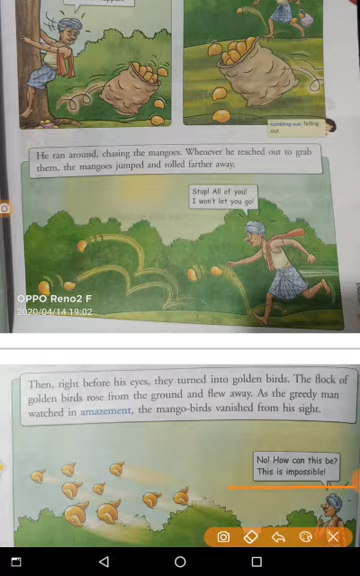 tumbling out: falling
out
He ran around, chasing the mangoes. Whenever he reached out to grab
them, the mangoes jumped and rolled farther away.
Stop! All of you!
I won't let you go!
OPPO Reno2 F
2020/04/14 19:02
Then, right before his eyes, they turned into golden birds. The flock of
golden birds rose from the ground and flew away. As the greedy man
watched in amazement, the mango-birds vanished from his sight.
No! How can this be?
This is impossible!